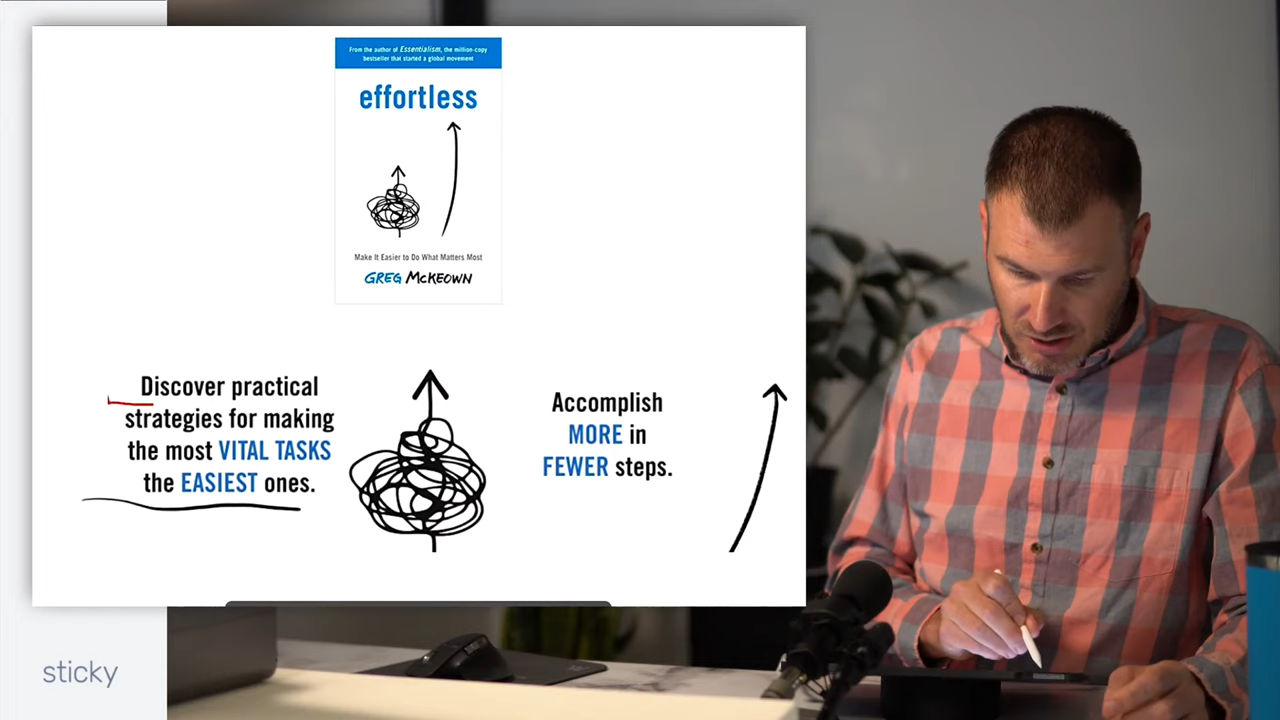 From the author of Essentialism, the million-copy
bestseller that started a global movement
effortless
Make It Easier to Do What Matters Most
GREG McKEOWN
Discover practical
strategies for making
the most VITAL TASKS
the EASIEST ones.
Accomplish
MORE in
FEWER steps.
sticky